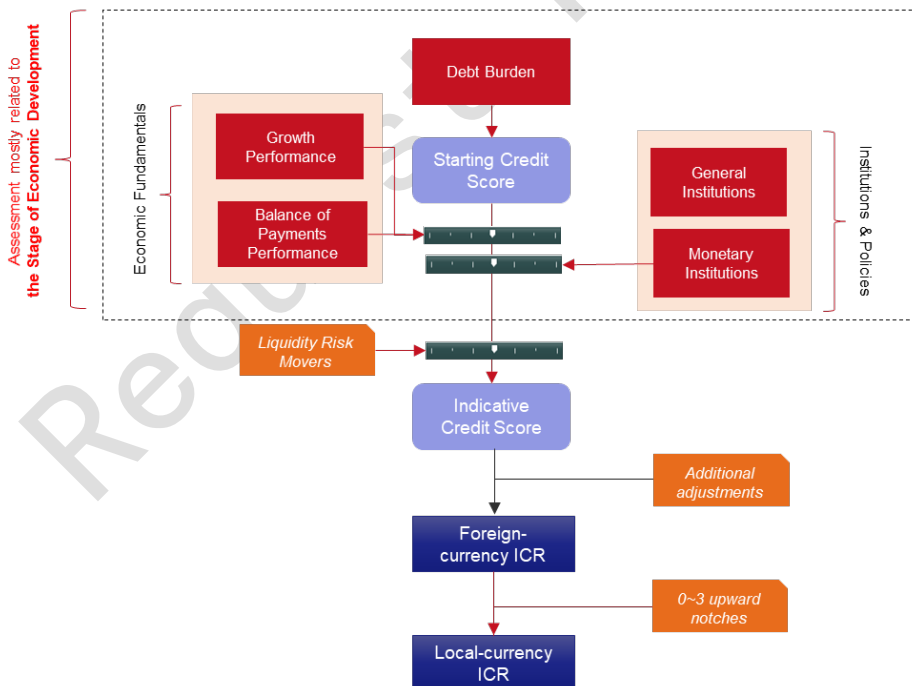 Assessment mostly related to
the Stage of Economic Development
Debt Burden
Economic Fundamentals
Growth
Performance
Starting Credit
Score
General
Institutions
Balance of
Payments
Performance
Monetary
Institutions
Institutions & Policies
Liquidity Risk
Movers
Indicative
Credit Score
Additional
adjustments
Foreign-
currency ICR
0~3 upward
notches
Local-currency
ICR